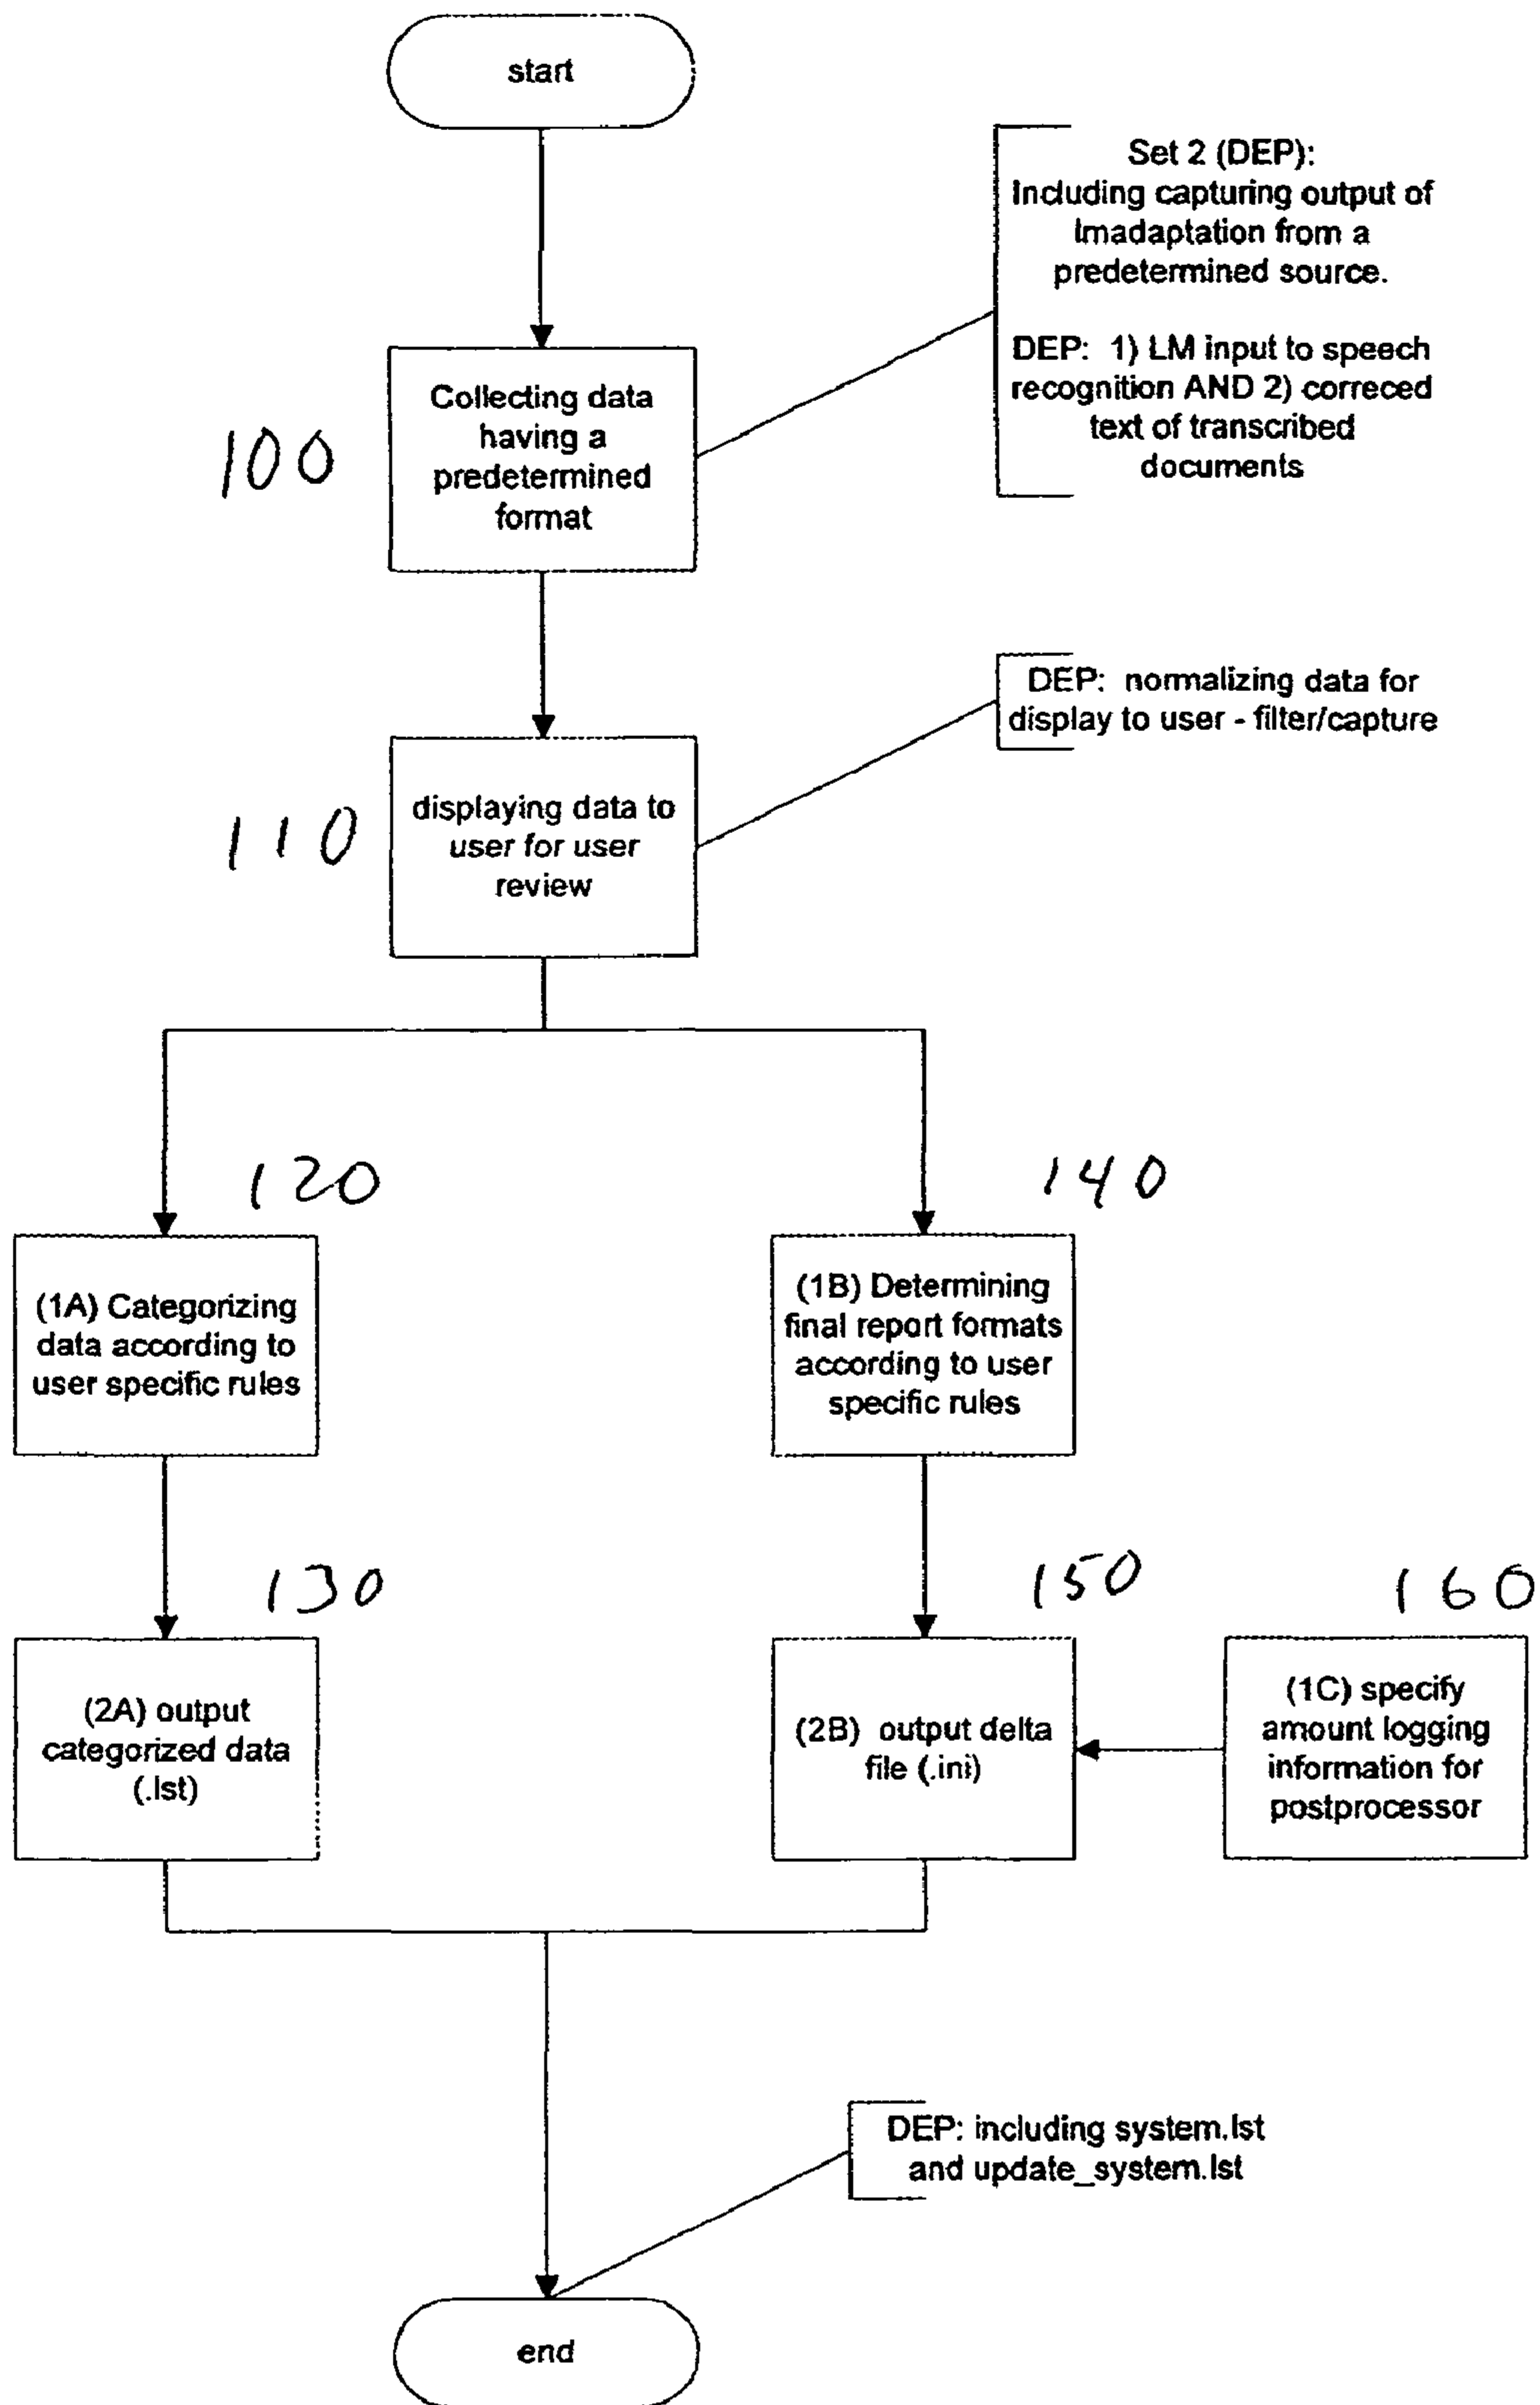 start
Set 2 (DEP):
Including capturing output of
lmadaptation from a
predetermined source.
DEP: 1) LM input to speech
recognition AND 2) correced
text of transcribed
documents
100
Collecting data
having a
predetermined
format
DEP: normalizing data for
display to user - filter/capture
110
displaying data to
user for user
review
120
140
(1A) Categorizing
data according to
user specific rules
(1B) Determining
final report formats
according to user
specific rules
130
150
160
(2A) output
categorized data
(.lst)
(2B) output delta
file (.ini)
(1C) specify
amount logging
information for
postprocessor
DEP: including system.lst
and update_system.lst
end